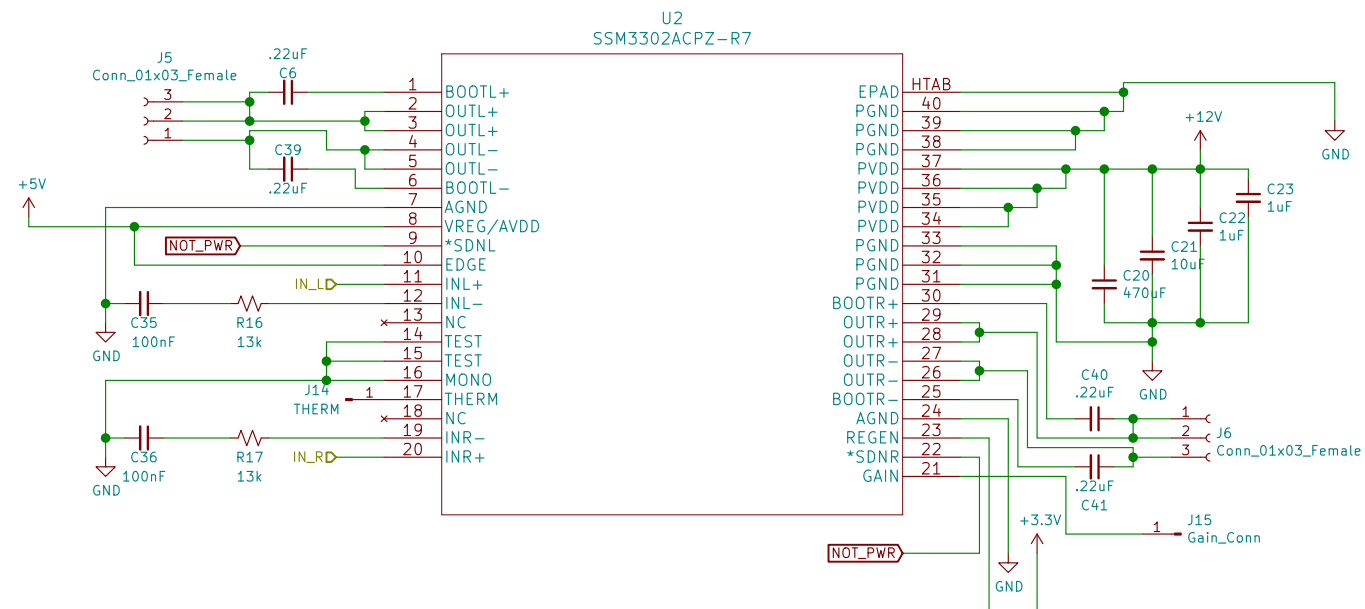 U2
SSM3302ACPZ-R7
J5
Conn_01x03_Female
3
2
1
.22uF
C6
C39
.22uF
+5V
NOT_PWR
IN_L
C35
100nF
R16
13k
GND
J14
THERM
1
C36
100nF
R17
13k
GND
IN_R
1 BOOTL+
2 OUTL+
3 OUTL+
4 OUTL-
5 OUTL-
6 BOOTL-
7 AGND
8 VREG/AVDD
9 *SDNL
10 EDGE
11 INL+
12 INL-
13 NC
14 TEST
15 TEST
16 MONO
17 THERM
18 NC
19 INR-
20 INR+
EPAD HTAB
PGND 40
PGND 39
PGND 38
PVDD 37
PVDD 36
PVDD 35
PVDD 34
PGND 33
PGND 32
PGND 31
BOOTR+ 30
OUTR+ 29
OUTR+ 28
OUTR- 27
OUTR- 26
BOOTR- 25
AGND 24
REGEN 23
*SDNR 22
GAIN 21
+12V
GND
C23
1uF
C22
1uF
C21
10uF
C20
470uF
GND
C40
.22uF
1
2
3
J6
Conn_01x03_Female
.22uF
C41
+3.3V
1
J15
Gain_Conn
NOT_PWR
GND